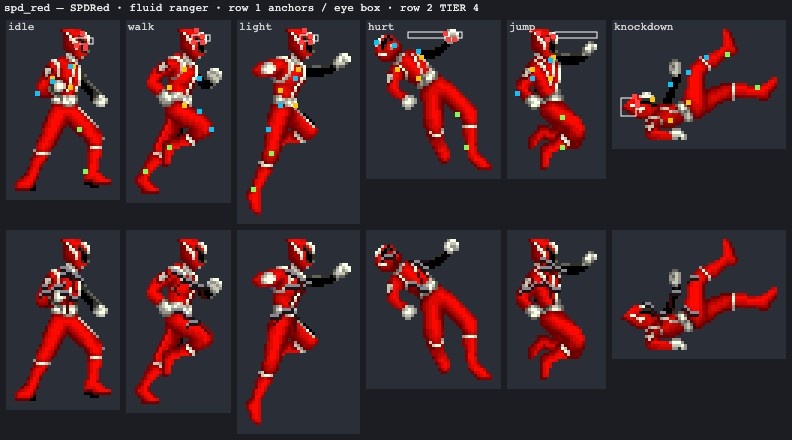 spd_red — SPDRed · fluid ranger · row 1 anchors / eye box · row 2 TIER 4
idle
walk
light
hurt
jump
knockdown